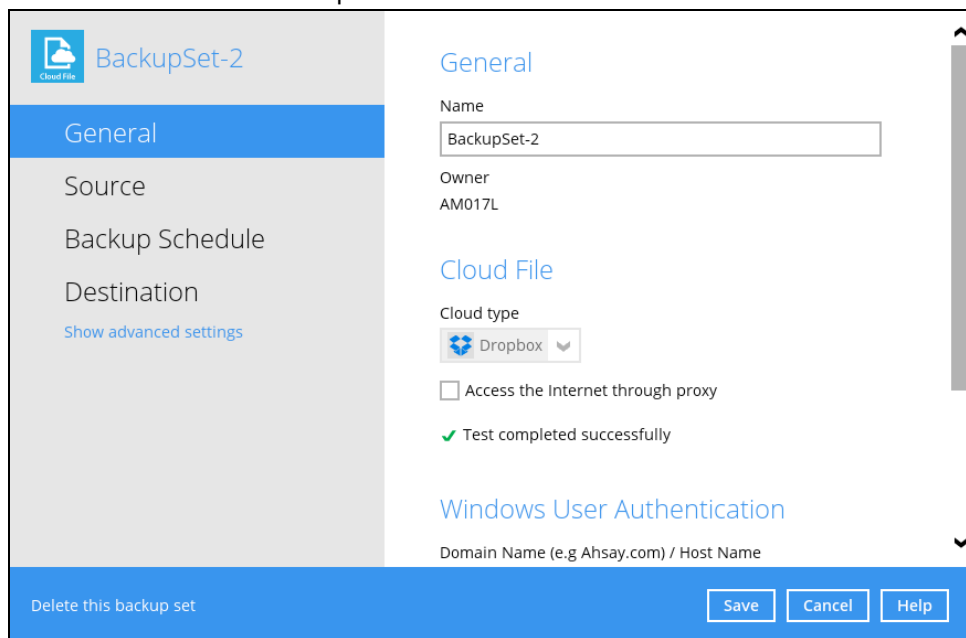 BackupSet-2
Cloud File
General
Source
Backup Schedule
Destination
Show advanced settings
General
Name
BackupSet-2
Owner
AM017L
Cloud File
Cloud type
Dropbox
Access the Internet through proxy
Test completed successfully
Windows User Authentication
Domain Name (e.g Ahsay.com) / Host Name
Delete this backup set
Save
Cancel
Help